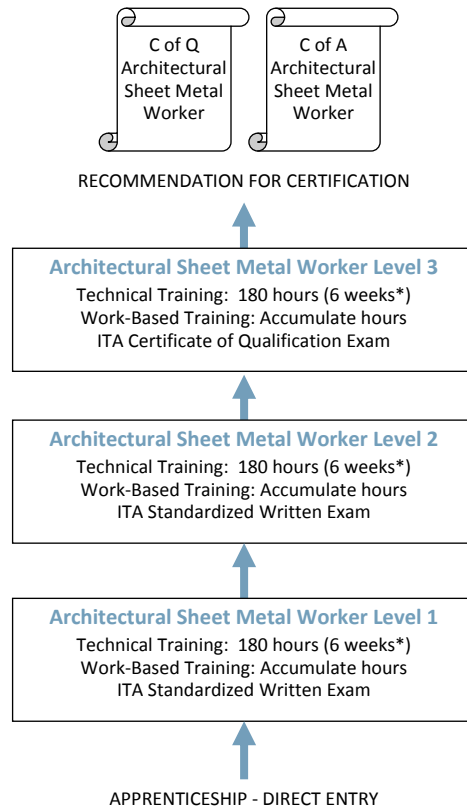 C of Q
Architectural
Sheet Metal
Worker
C of A
Architectural
Sheet Metal
Worker
RECOMMENDATION FOR CERTIFICATION
Architectural Sheet Metal Worker Level 3
Technical Training:  180 hours (6 weeks*)
Work-Based Training: Accumulate hours
ITA Certificate of Qualification Exam
Architectural Sheet Metal Worker Level 2
Technical Training:  180 hours (6 weeks*)
Work-Based Training: Accumulate hours
ITA Standardized Written Exam
Architectural Sheet Metal Worker Level 1
Technical Training:  180 hours (6 weeks*)
Work-Based Training: Accumulate hours
ITA Standardized Written Exam
APPRENTICESHIP - DIRECT ENTRY